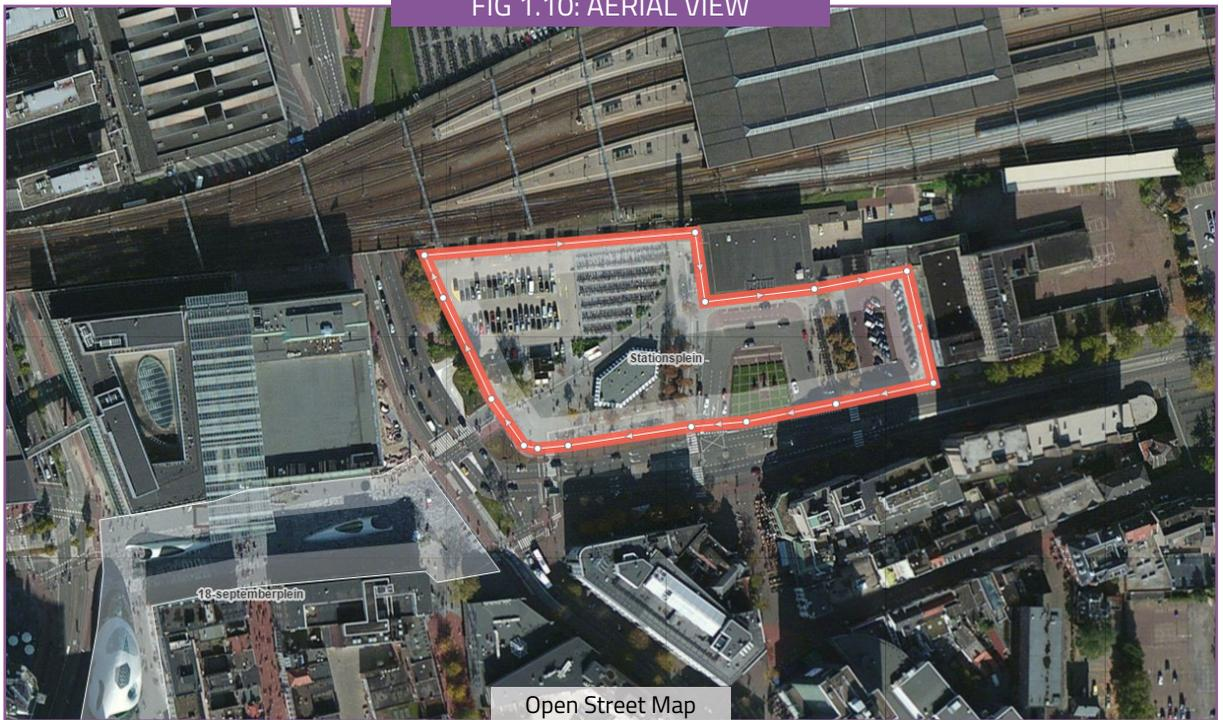 FIG 1.10: AERIAL VIEW
Stationsplein
18-septemberplein
Open Street Map